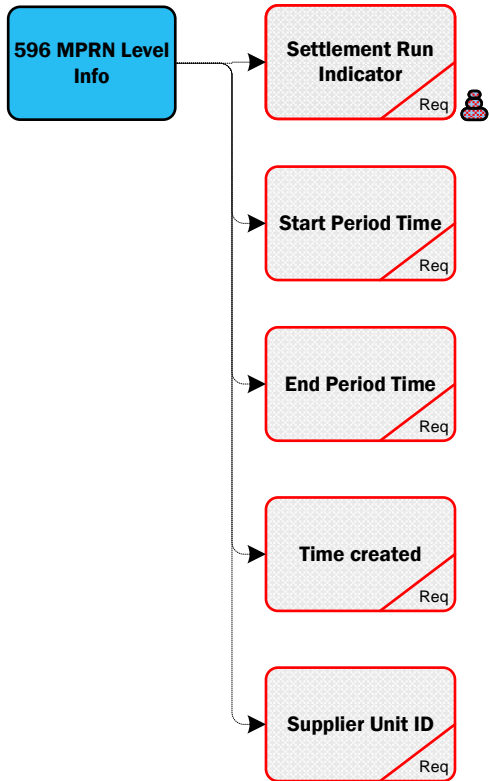 596 MPRN Level
Info
Settlement Run
Indicator
Req
Start Period Time
Req
End Period Time
Req
Time created
Req
Supplier Unit ID
Req